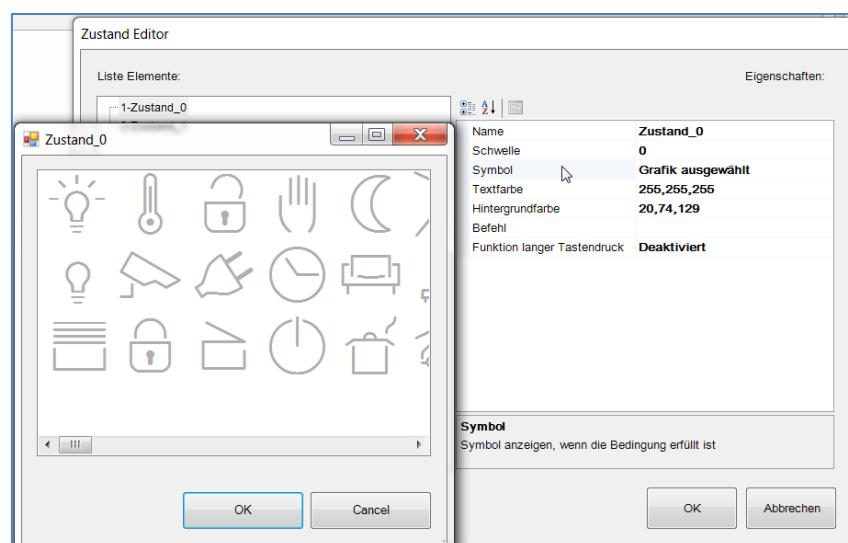 Zustand Editor
Liste Elemente:
Eigenschaften:
1-Zustand_0
Zustand_0
Name Zustand_0
Schwelle 0
Symbol Grafik ausgewählt
Textfarbe 255,255,255
Hintergrundfarbe 20,74,129
Befehl
Funktion langer Tastendruck Deaktiviert
Symbol
Symbol anzeigen, wenn die Bedingung erfüllt ist
OK Cancel
OK Abbrechen